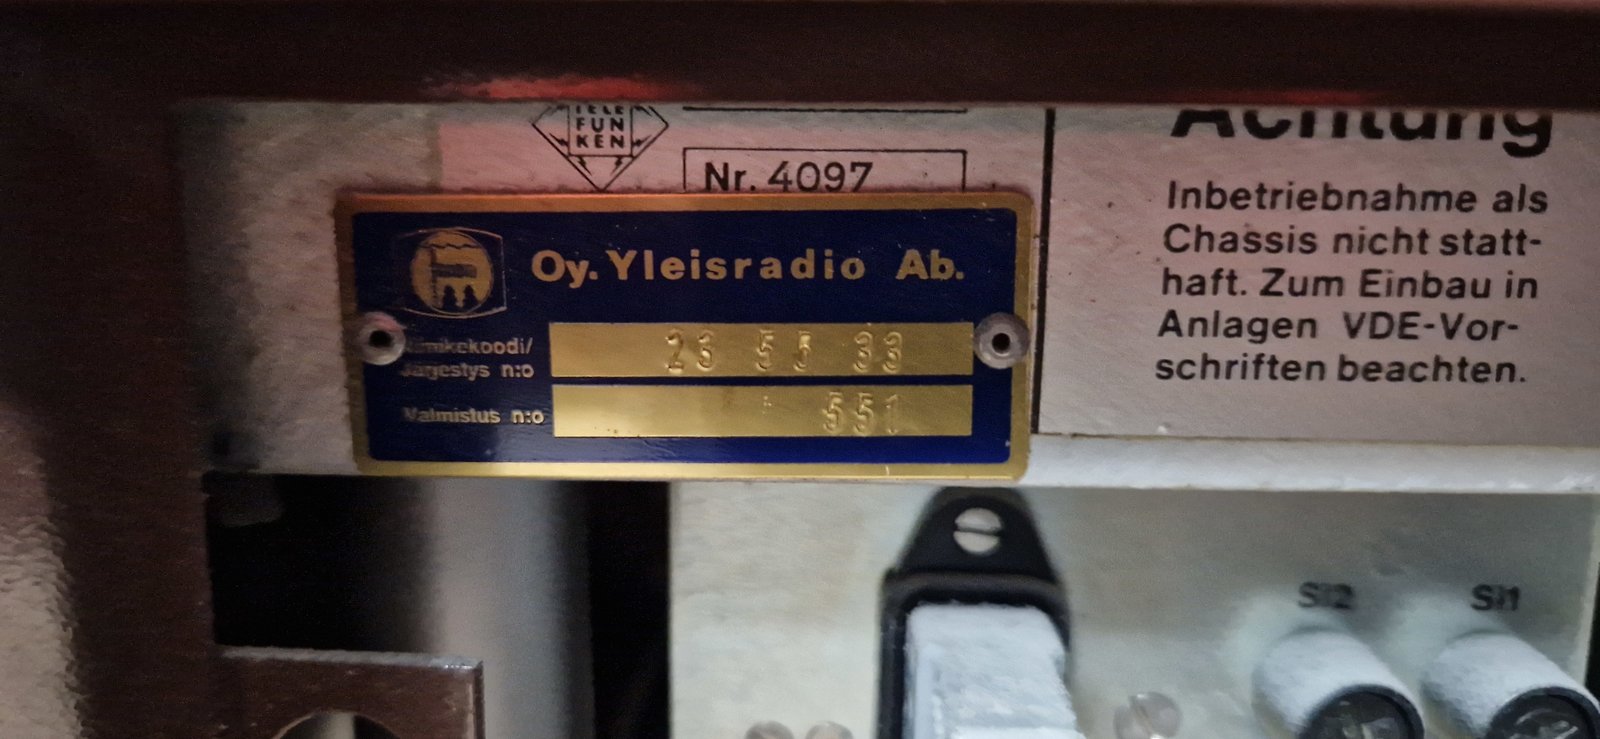 TELE
FUN
KEN
Nr. 4097
Oy. Yleisradio Ab.
Nimikekoodi/
Järjestys n:o
23 55 33
Valmistus n:o
551
Achtung
Inbetriebnahme als
Chassis nicht statt-
haft. Zum Einbau in
Anlagen VDE-Vor-
schriften beachten.
Si2
Si1